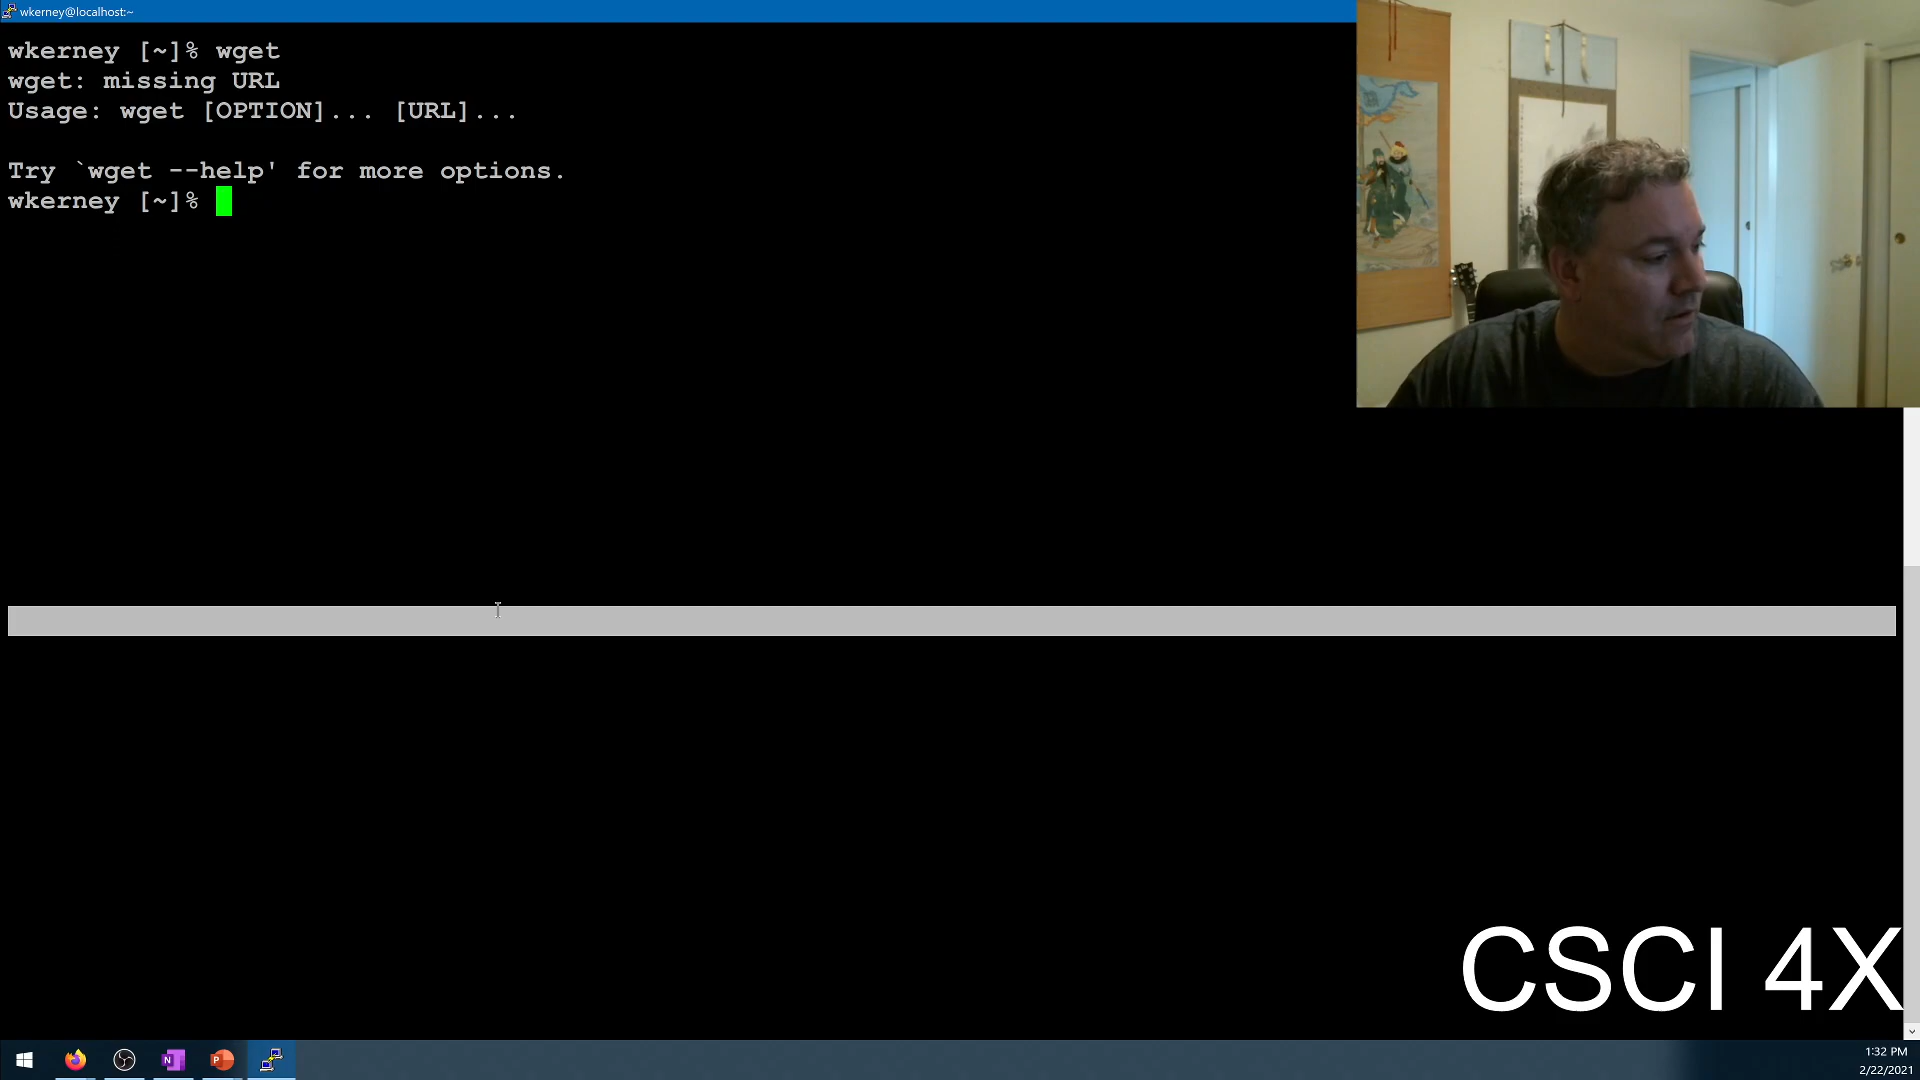 wkerney@localhost:~
wkerney [~]% wget
wget: missing URL
Usage: wget [OPTION]... [URL]...
Try `wget --help' for more options.
wkerney [~]%
CSCI 4X
1:32 PM
2/22/2021